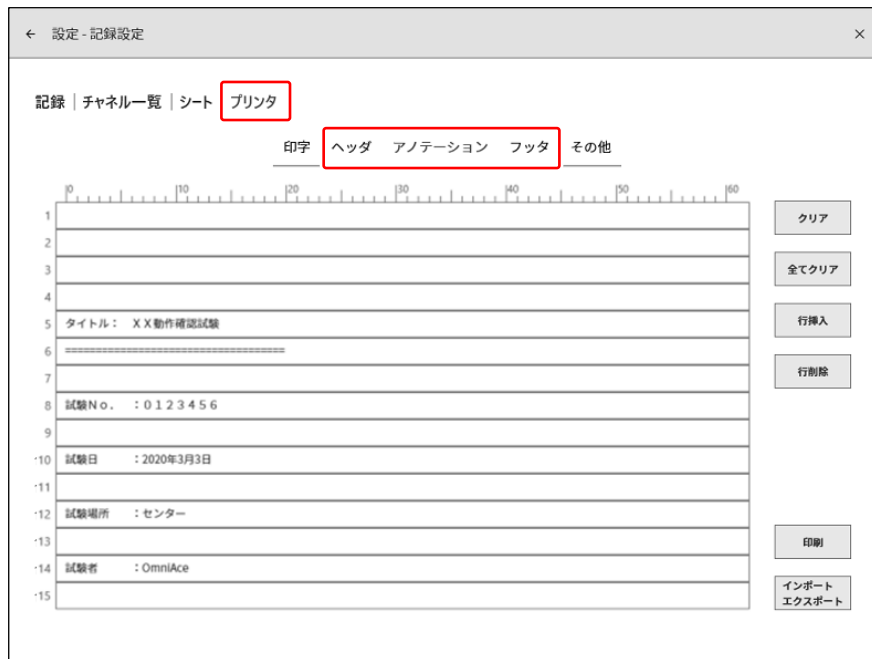 ← 設定 - 記録設定 ×
記録 | チャネル一覧 | シート プリンタ
印字 ヘッダ アノテーション フッタ その他
0 10 20 30 40 50 60
1
クリア
2
3
全てクリア
4
5 タイトル： ＸＸ動作確認試験
行挿入
6 ====================================
7
行削除
8 試験Ｎｏ． ：０１２３４５６
9
·10 試験日 ：2020年3月3日
·11
·12 試験場所 ：センター
·13
印刷
·14 試験者 ：OmniAce
インポート
エクスポート
·15